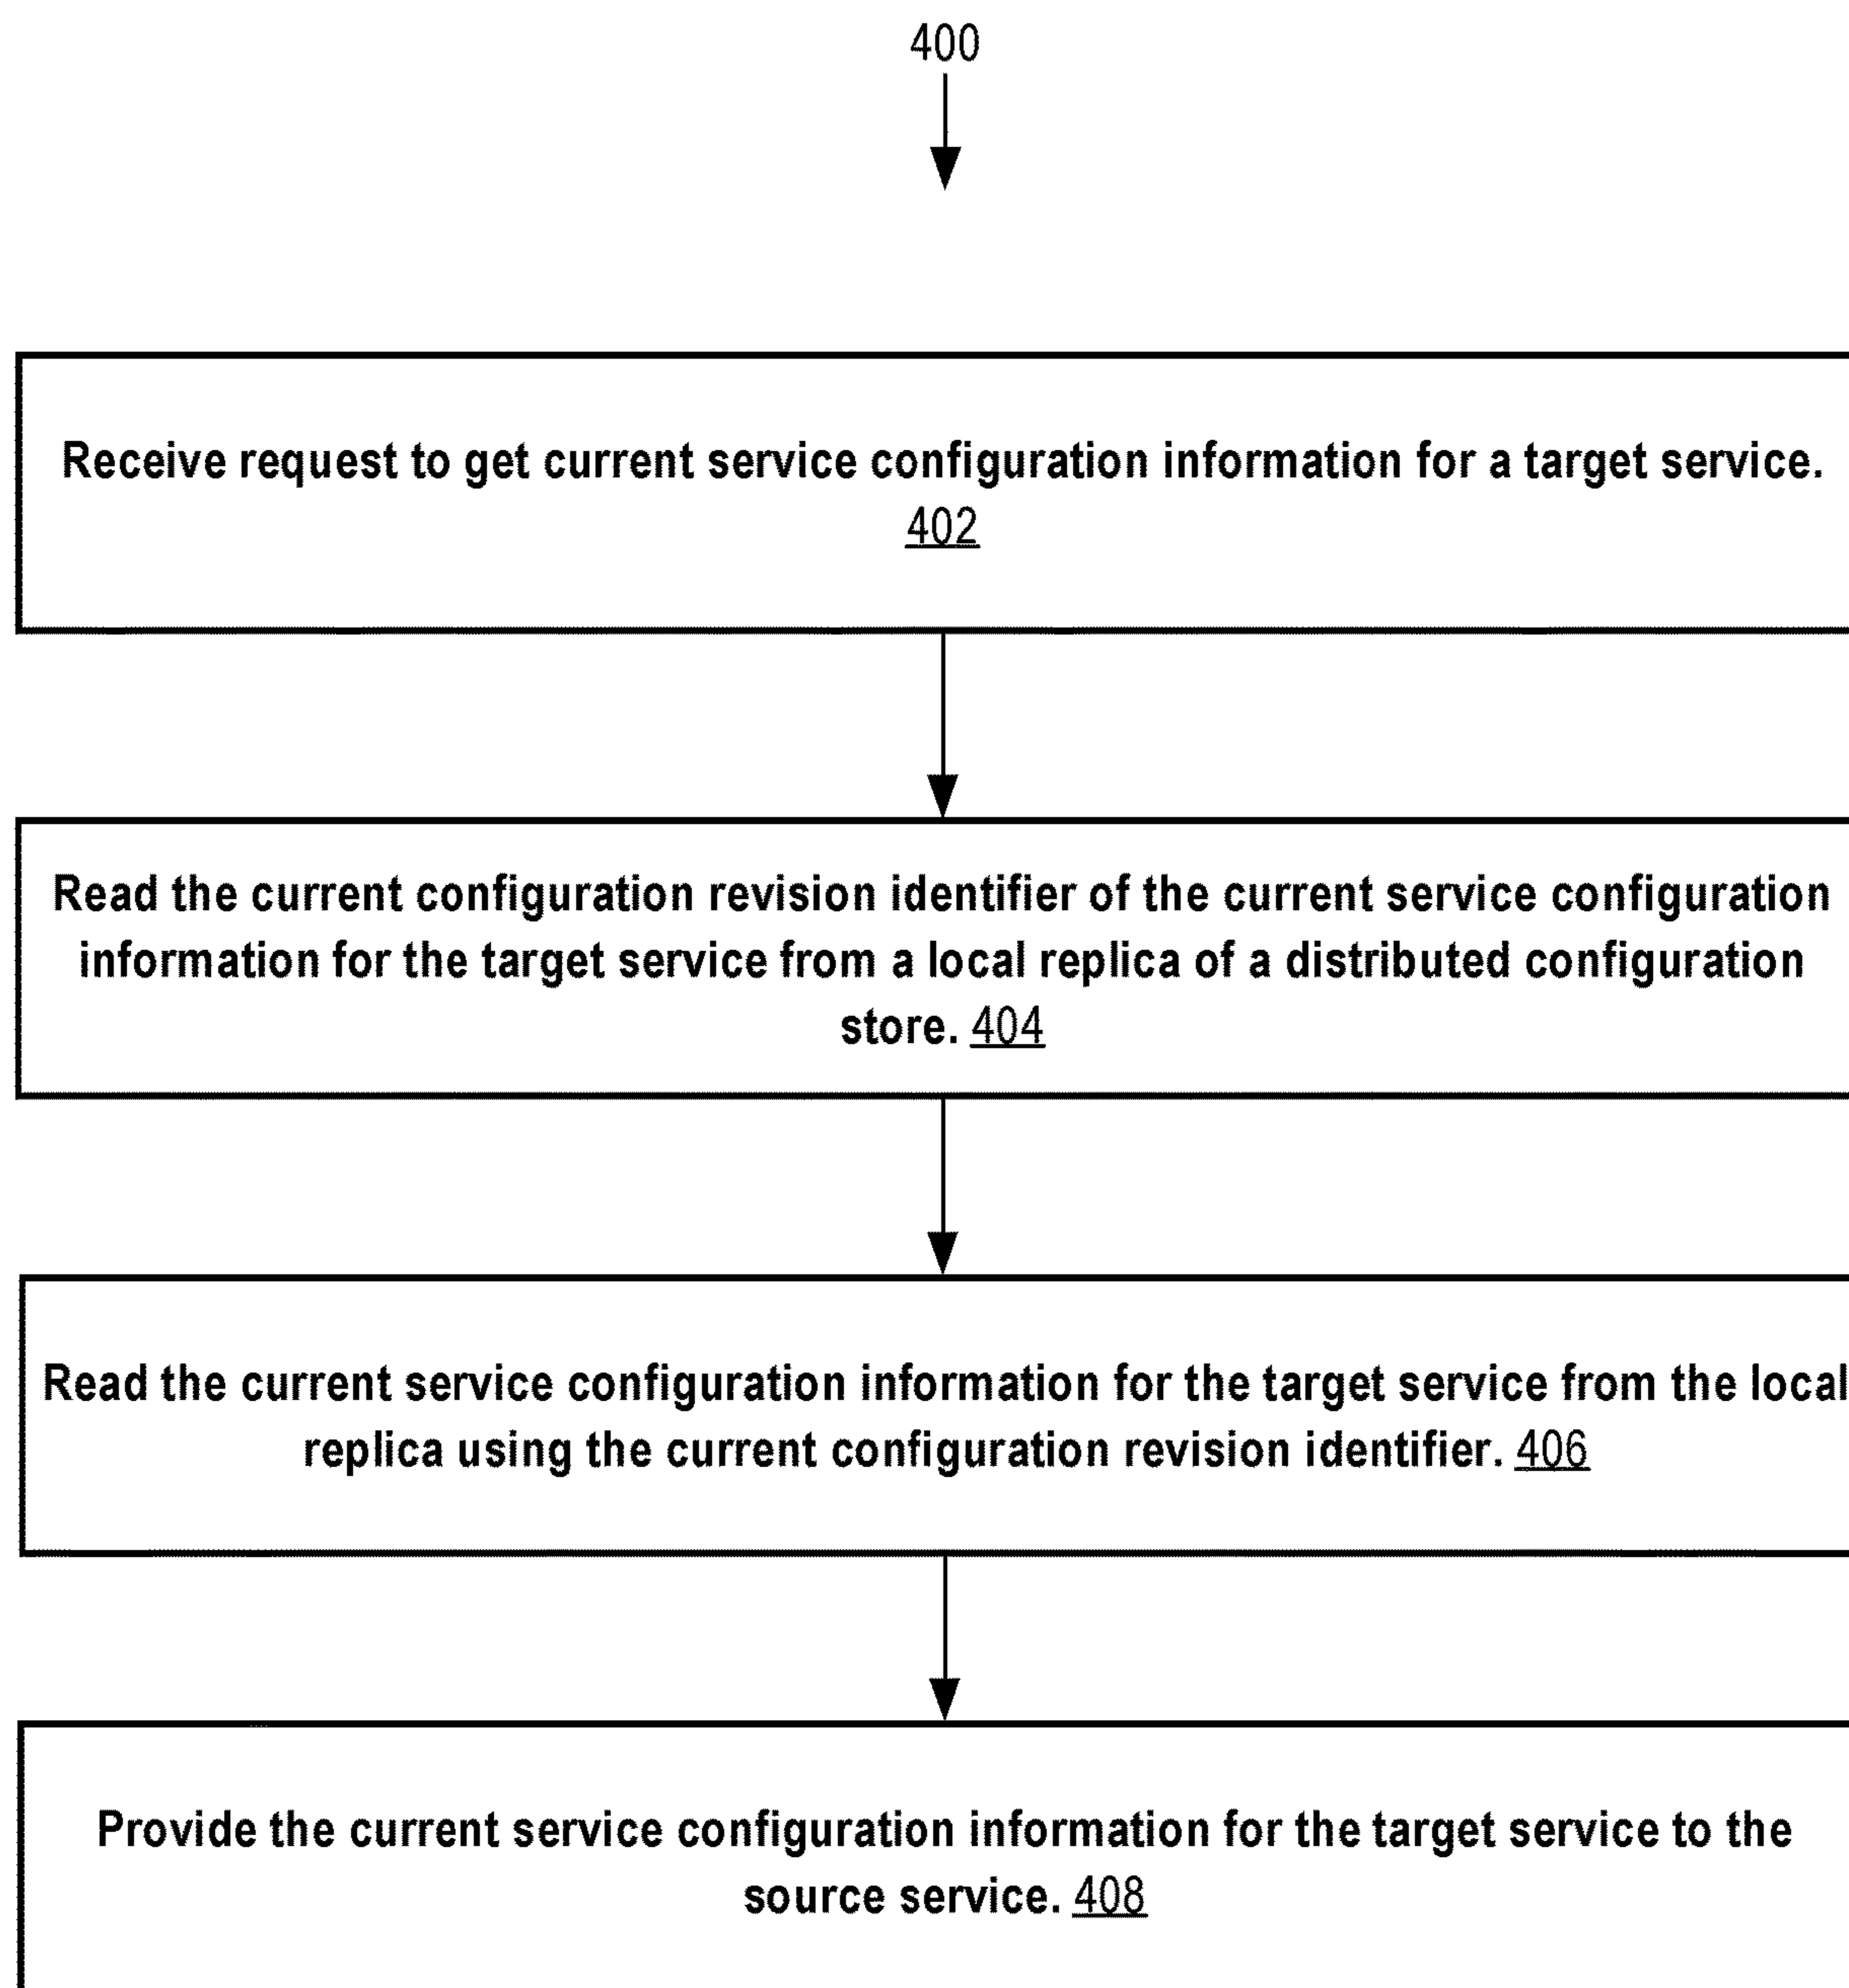 400
Receive request to get current service configuration information for a target service.
402
Read the current configuration revision identifier of the current service configuration
information for the target service from a local replica of a distributed configuration
store. 404
Read the current service configuration information for the target service from the local
replica using the current configuration revision identifier. 406
Provide the current service configuration information for the target service to the
source service. 408